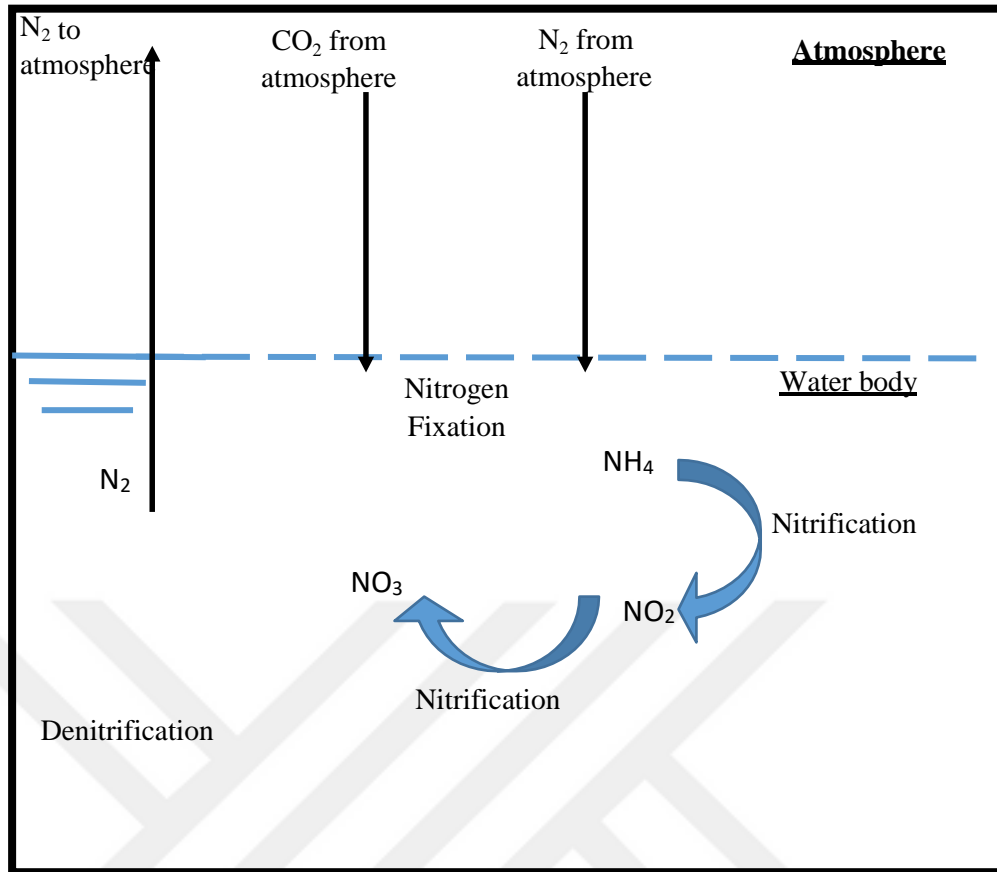 N₂ to
atmosphere
CO₂ from
atmosphere
N₂ from
atmosphere
Atmosphere
Water body
Nitrogen
Fixation
N₂
NH₄
Nitrification
NO₃
NO₂
Nitrification
Denitrification